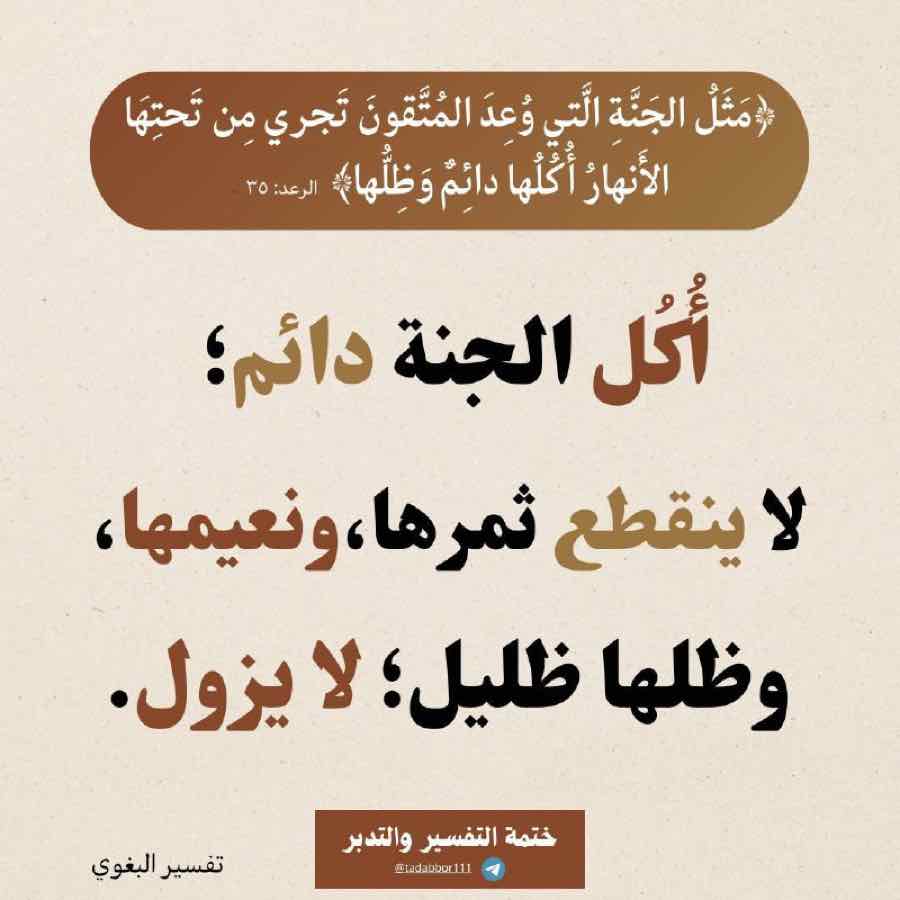 ﴿مَثَلُ الجَنَّةِ الَّتي وُعِدَ المُتَّقونَ تَجري مِن تَحتِهَا
الأَنهارُ أُكُلُها دائِمٌ وَظِلُّها﴾ الرعد: ٣٥
أُكُل الجنة دائم؛
لا ينقطع ثمرها،ونعيمها،
وظلها ظليل؛ لا يزول.
ختمة التفسير والتدبر
@tadabbor111
تفسير البغوي